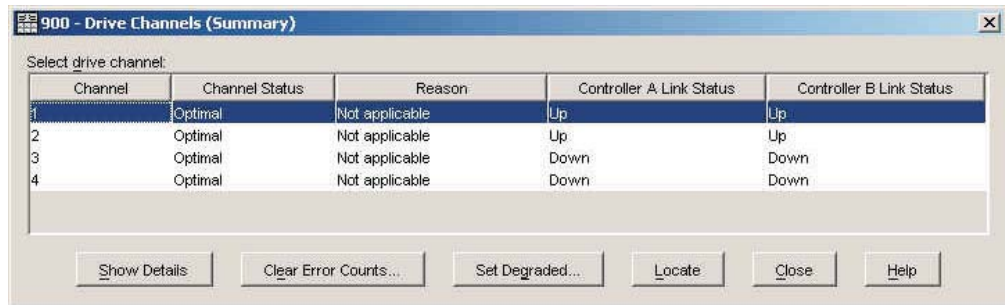 900 - Drive Channels (Summary)
Select drive channel:
Channel Channel Status Reason Controller A Link Status Controller B Link Status
1 Optimal Not applicable Up Up
2 Optimal Not applicable Up Up
3 Optimal Not applicable Down Down
4 Optimal Not applicable Down Down
Show Details Clear Error Counts... Set Degraded... Locate Close Help